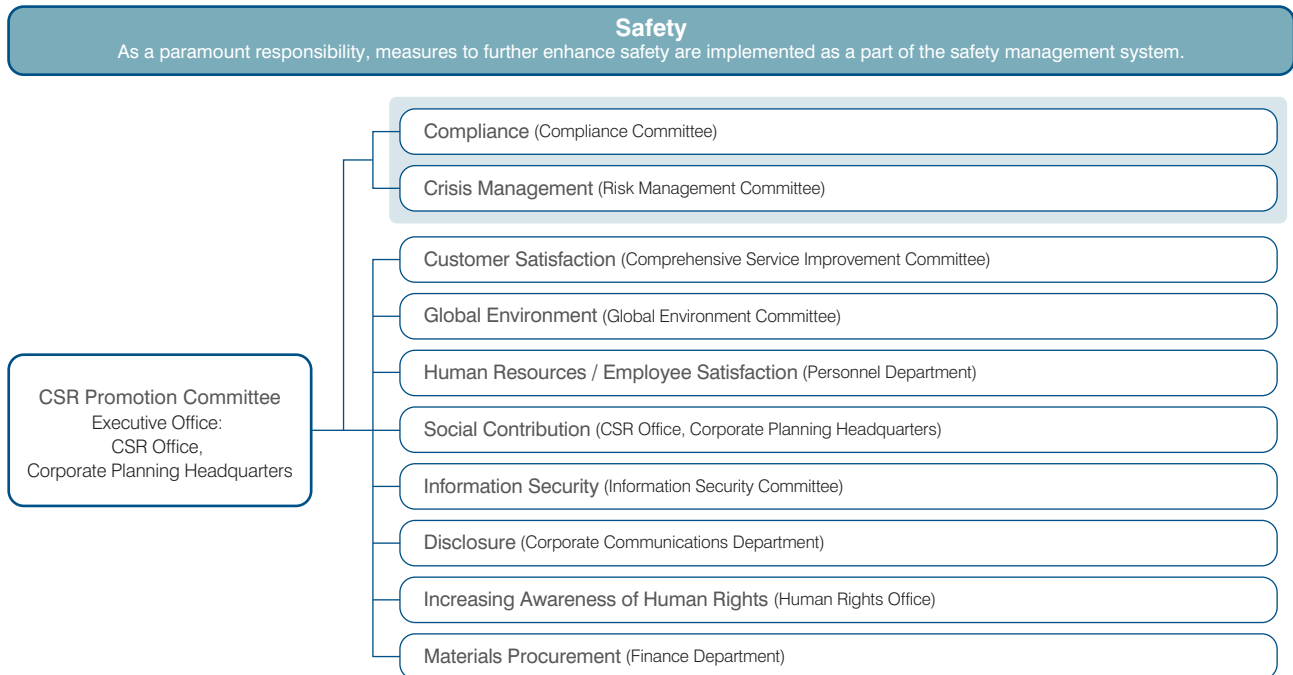 Safety
As a paramount responsibility, measures to further enhance safety are implemented as a part of the safety management system.
Compliance (Compliance Committee)
Crisis Management (Risk Management Committee)
Customer Satisfaction (Comprehensive Service Improvement Committee)
Global Environment (Global Environment Committee)
Human Resources / Employee Satisfaction (Personnel Department)
CSR Promotion Committee
Executive Office:
CSR Office,
Corporate Planning Headquarters
Social Contribution (CSR Office, Corporate Planning Headquarters)
Information Security (Information Security Committee)
Disclosure (Corporate Communications Department)
Increasing Awareness of Human Rights (Human Rights Office)
Materials Procurement (Finance Department)